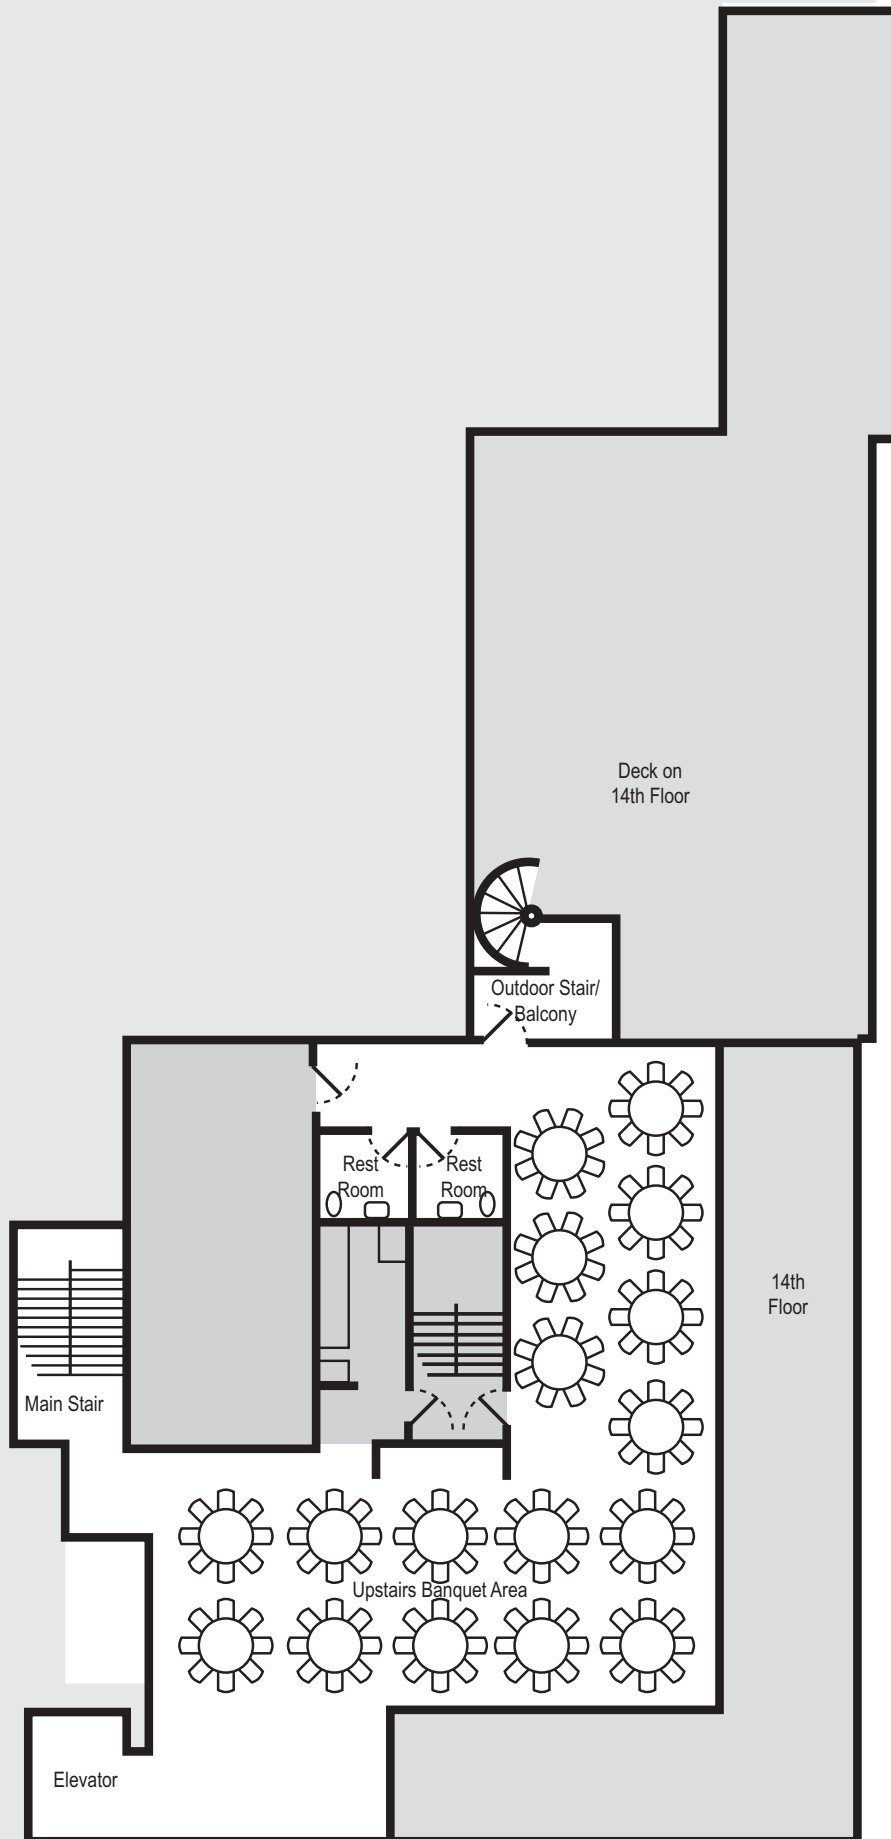 Deck on
14th Floor
Outdoor Stair/
Balcony
Rest
Room
Rest
Room
14th
Floor
Main Stair
Upstairs Banquet Area
Elevator